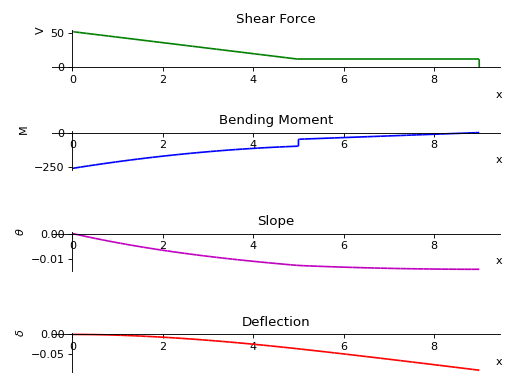 Shear Force
V
50
0
0 2 4 6 8
x
Bending Moment
M
0
−250
0 2 4 6 8
x
Slope
θ
0.00
−0.01
0 2 4 6 8
x
Deflection
δ
0.00
−0.05
0 2 4 6 8
x